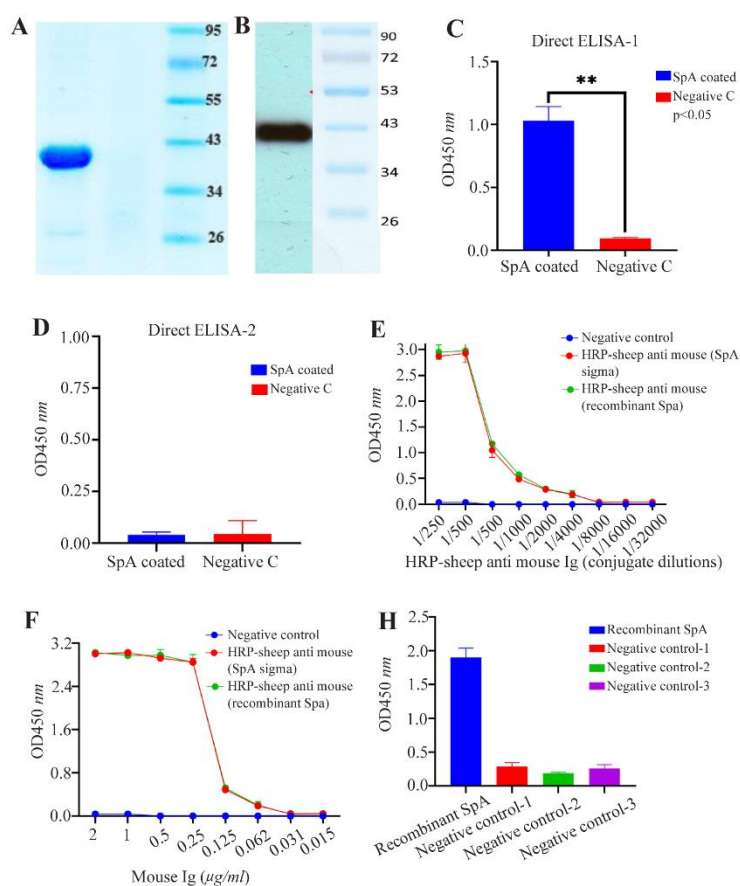 A
95
72
55
43
34
26
B
90
72
53
43
34
26
C
Direct ELISA-1
OD450 nm
1.5
1.0
0.5
0.0
**
SpA coated
Negative C
p<0.05
SpA coated
Negative C
D
Direct ELISA-2
OD450 nm
1.00
0.75
0.50
0.25
0.00
SpA coated
Negative C
SpA coated
Negative C
E
OD450 nm
3.0
2.5
2.0
1.5
1.0
0.5
0.0
Negative control
HRP-sheep anti mouse (SpA
sigma)
HRP-sheep anti mouse
(recombinant Spa)
1/250
1/500
1/500
1/1000
1/2000
1/4000
1/8000
1/16000
1/32000
HRP-sheep anti mouse Ig (conjugate dilutions)
F
OD450 nm
3.2
2.4
1.6
0.8
0.0
Negative control
HRP-sheep anti mouse
(SpA sigma)
HRP-sheep anti mouse
(recombinant Spa)
2
1
0.5
0.25
0.125
0.062
0.031
0.015
Mouse Ig (µg/ml)
H
OD450 nm
2.5
2.0
1.5
1.0
0.5
0.0
Recombinant SpA
Negative control-1
Negative control-2
Negative control-3
Recombinant SpA
Negative control-1
Negative control-2
Negative control-3